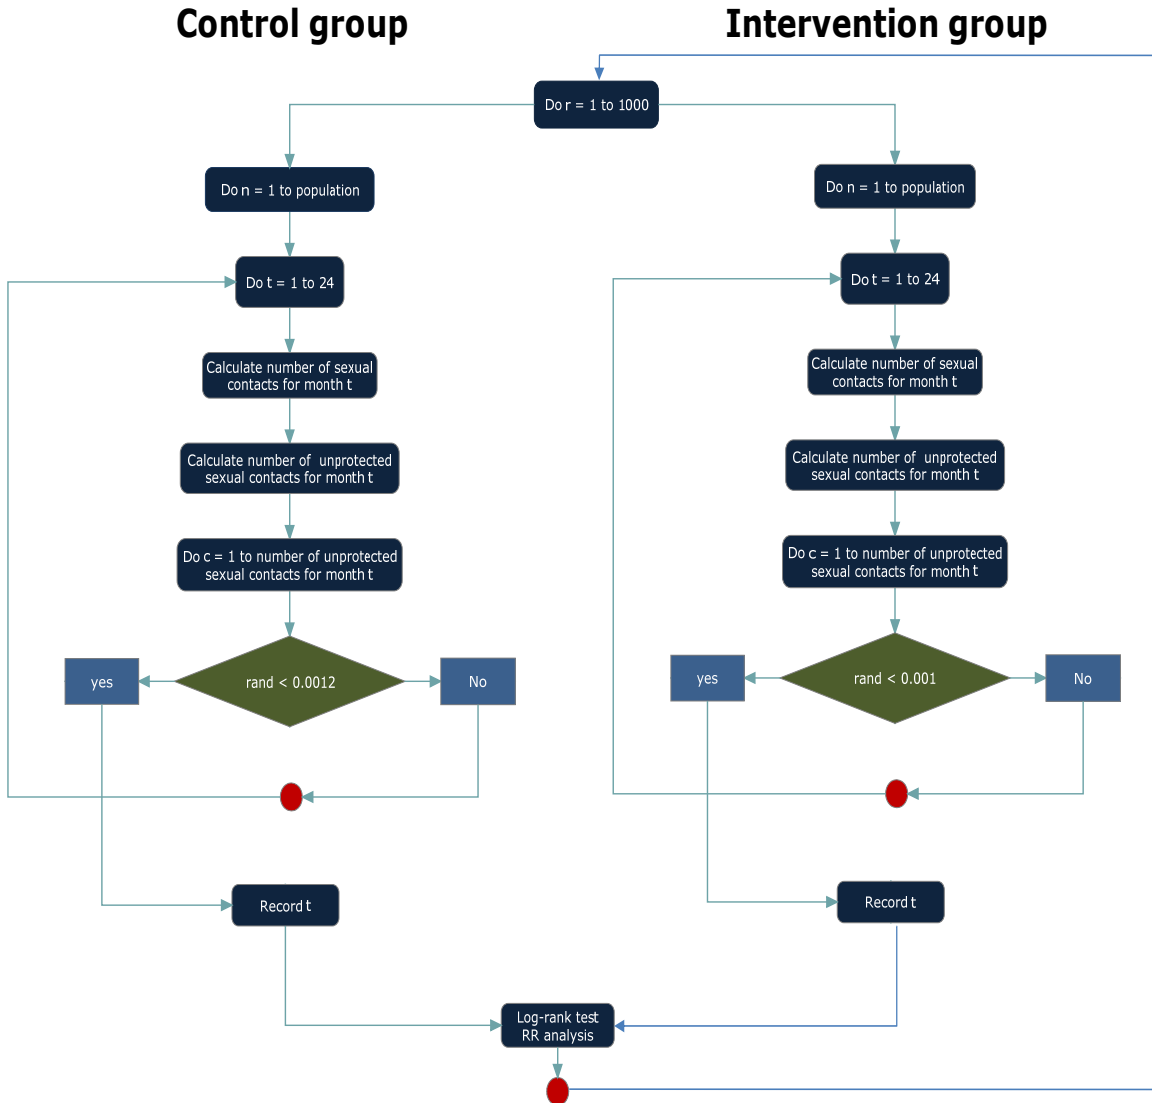 Control group
Intervention group
Do r = 1 to 1000
Do n = 1 to population
Do t = 1 to 24
Calculate number of sexual
contacts for month t
Calculate number of unprotected
sexual contacts for month t
Do c = 1 to number of unprotected
sexual contacts for month t
rand < 0.0012
yes
No
Record t
Do n = 1 to population
Do t = 1 to 24
Calculate number of sexual
contacts for month t
Calculate number of unprotected
sexual contacts for month t
Do c = 1 to number of unprotected
sexual contacts for month t
rand < 0.001
yes
No
Record t
Log-rank test
RR analysis